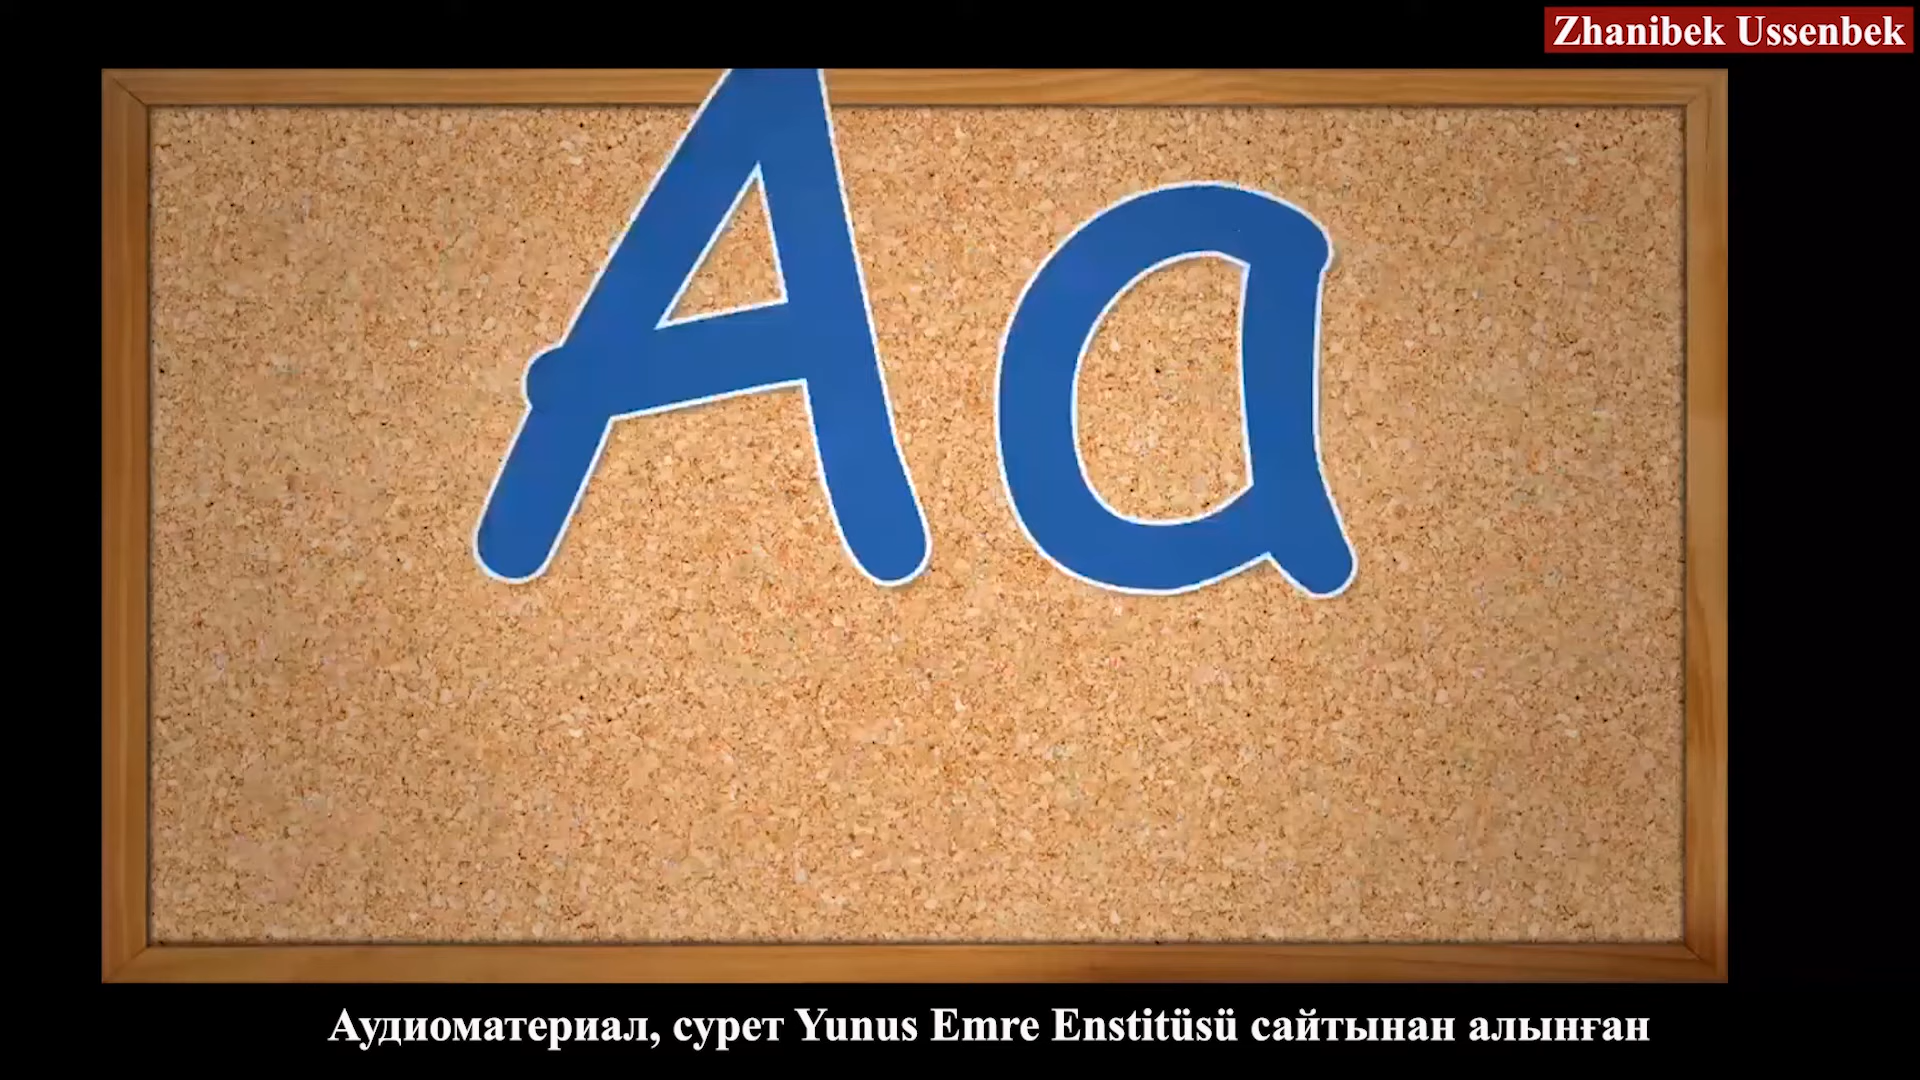 Zhanibek Ussenbek
Aa
Аудиоматериал, сурет Yunus Emre Enstitüsü сайтынан алынған